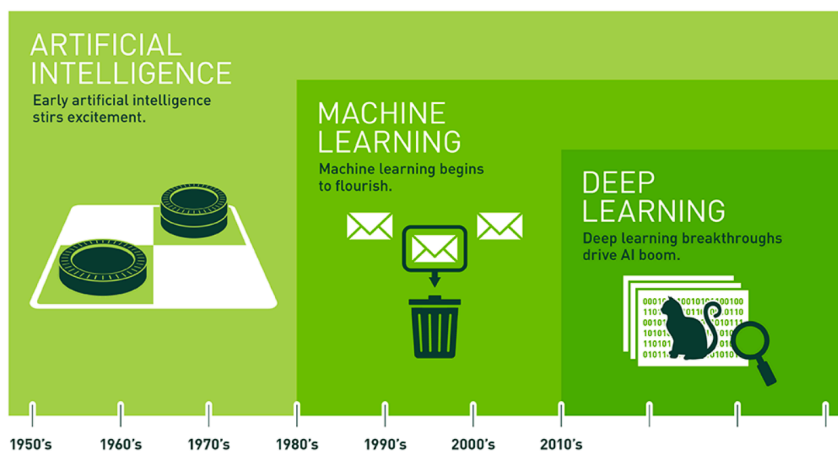 ARTIFICIAL
INTELLIGENCE
Early artificial intelligence
stirs excitement.
MACHINE
LEARNING
Machine learning begins
to flourish.
DEEP
LEARNING
Deep learning breakthroughs
drive AI boom.
1950's 1960's 1970's 1980's 1990's 2000's 2010's